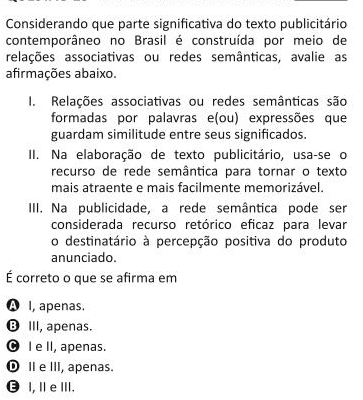 Considerando que parte significativa do texto publicitário
contemporâneo no Brasil é construída por meio de
relações associativas ou redes semânticas, avalie as
afirmações abaixo.
I. Relações associativas ou redes semânticas são
formadas por palavras e(ou) expressões que
guardam similitude entre seus significados.
II. Na elaboração de texto publicitário, usa-se o
recurso de rede semântica para tornar o texto
mais atraente e mais facilmente memorizável.
III. Na publicidade, a rede semântica pode ser
considerada recurso retórico eficaz para levar
o destinatário à percepção positiva do produto
anunciado.
É correto o que se afirma em
A I, apenas.
B III, apenas.
C I e II, apenas.
D II e III, apenas.
E I, II e III.